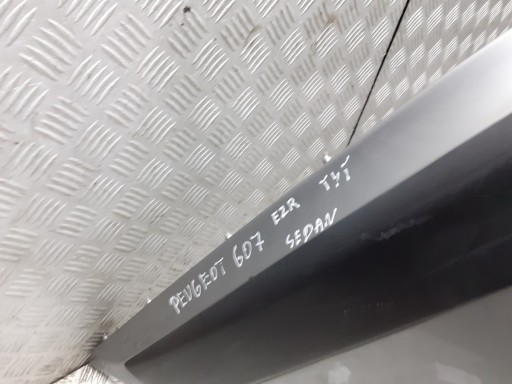 PEUGEOT 607 EZR TYŁ
SEDAN